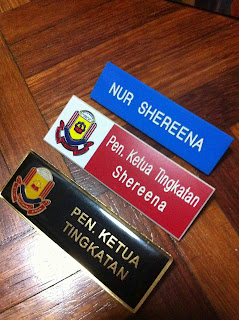 NUR SHEREENA
Pen. Ketua Tingkatan
Shereena
PEN. KETUA
TINGKATAN